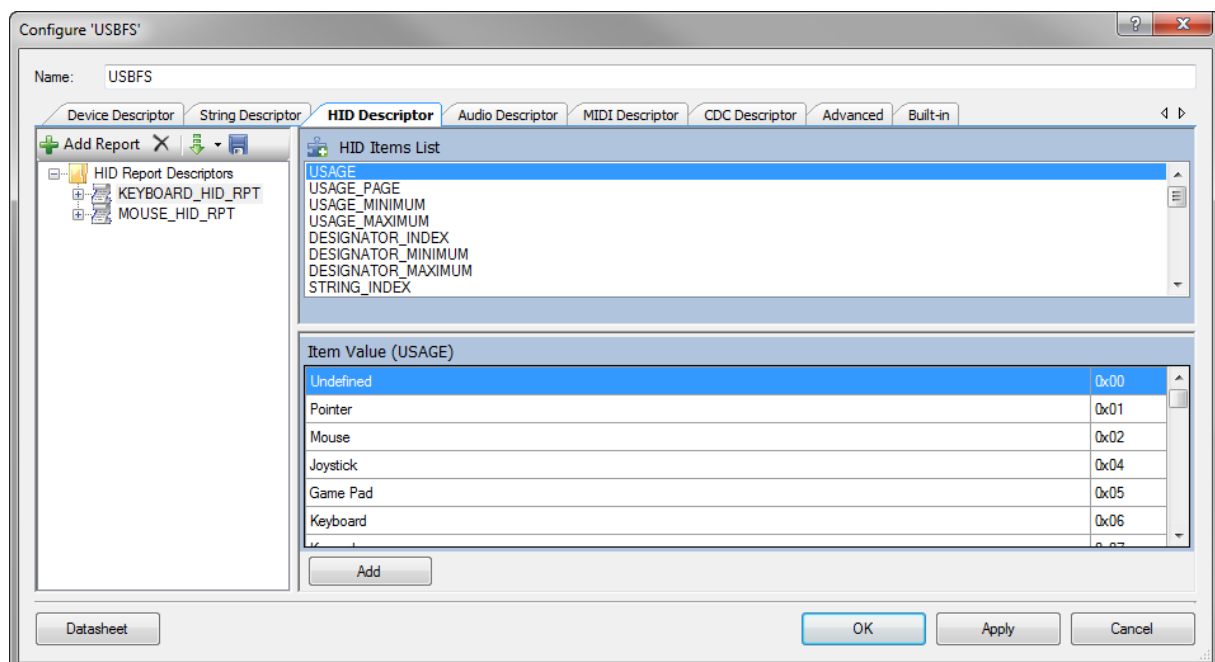 Configure 'USBFS'
Name: USBFS
Device Descriptor String Descriptor HID Descriptor Audio Descriptor MIDI Descriptor CDC Descriptor Advanced Built-in
Add Report
HID Report Descriptors
KEYBOARD_HID_RPT
MOUSE_HID_RPT
HID Items List
USAGE
USAGE_PAGE
USAGE_MINIMUM
USAGE_MAXIMUM
DESIGNATOR_INDEX
DESIGNATOR_MINIMUM
DESIGNATOR_MAXIMUM
STRING_INDEX
Item Value (USAGE)
Undefined 0x00
Pointer 0x01
Mouse 0x02
Joystick 0x04
Game Pad 0x05
Keyboard 0x06
Add
Datasheet OK Apply Cancel